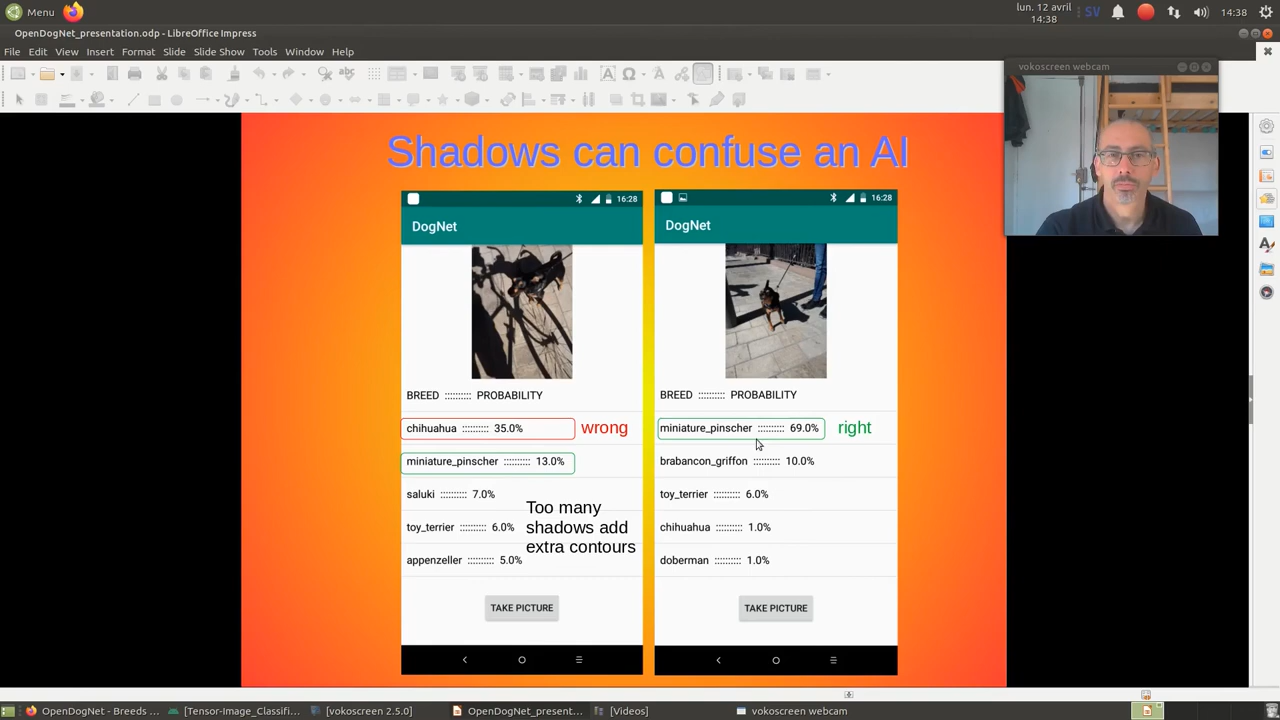 Menu
Firefox
lun. 12 avril
14:38
SV
14:38
OpenDogNet_presentation.odp - LibreOffice Impress
File Edit View Insert Format Slide Slide Show Tools Window Help
vokoscreen webcam
Shadows can confuse an AI
16:28
DogNet
BREED :::::::::: PROBABILITY
chihuahua :::::::::: 35.0%
wrong
miniature_pinscher :::::::::: 13.0%
saluki :::::::::: 7.0%
toy_terrier :::::::::: 6.0%
appenzeller :::::::::: 5.0%
Too many
shadows add
extra contours
TAKE PICTURE
16:28
DogNet
BREED :::::::::: PROBABILITY
miniature_pinscher :::::::::: 69.0%
right
brabancon_griffon :::::::::: 10.0%
toy_terrier :::::::::: 6.0%
chihuahua :::::::::: 1.0%
doberman :::::::::: 1.0%
TAKE PICTURE
OpenDogNet - Breeds ...
[Tensor-Image_Classifi...
[vokoscreen 2.5.0]
OpenDogNet_present...
[Videos]
vokoscreen webcam